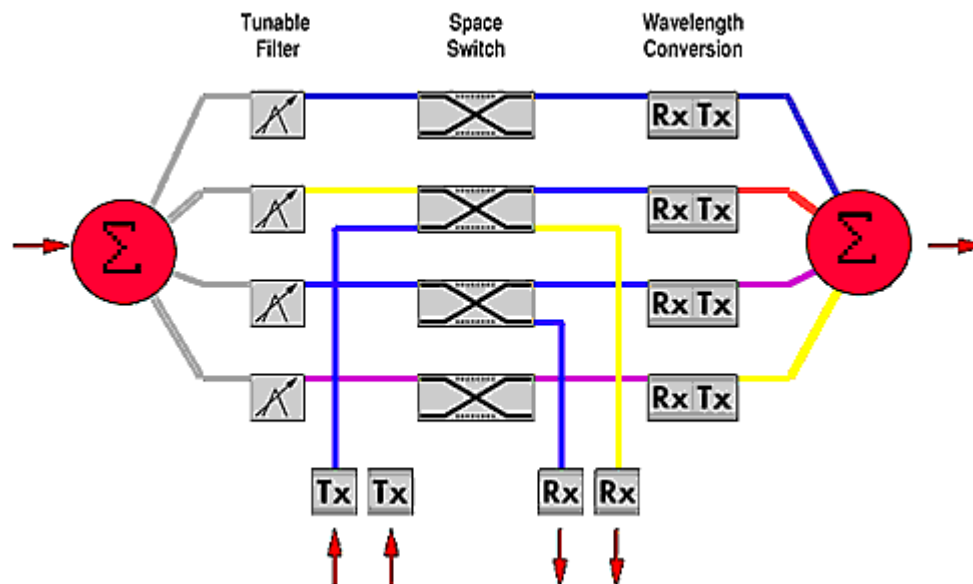 Tunable Space Wavelength
Filter Switch Conversion
Rx Tx
Rx Tx
Σ Σ
Rx Tx
Rx Tx
Tx Tx Rx Rx